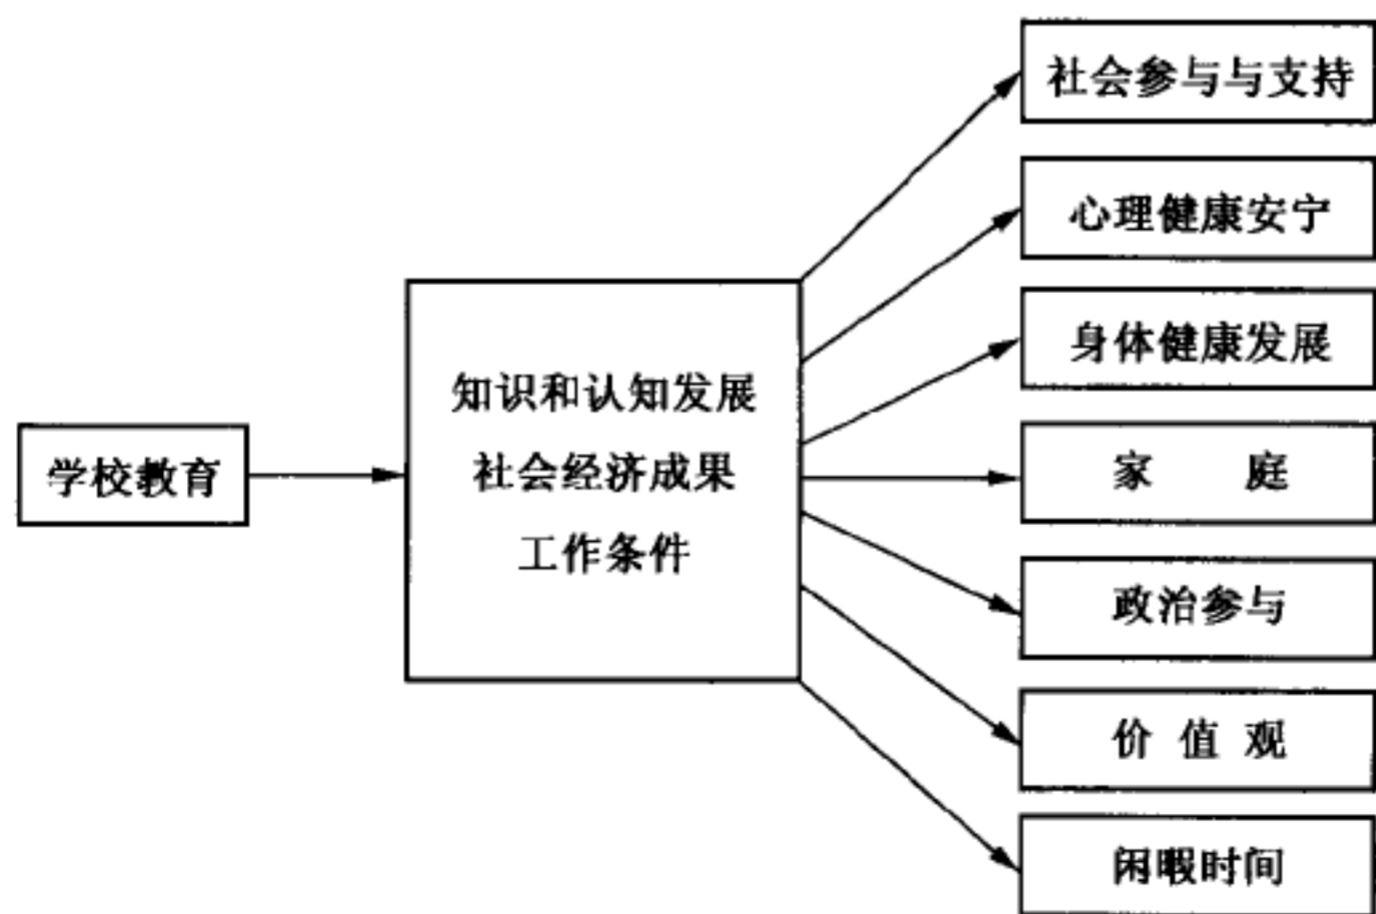 社会参与与支持
心理健康安宁
身体健康发展
知识和认知发展
学校教育
社会经济成果
家庭
工作条件
政治参与
价值观
闲暇时间